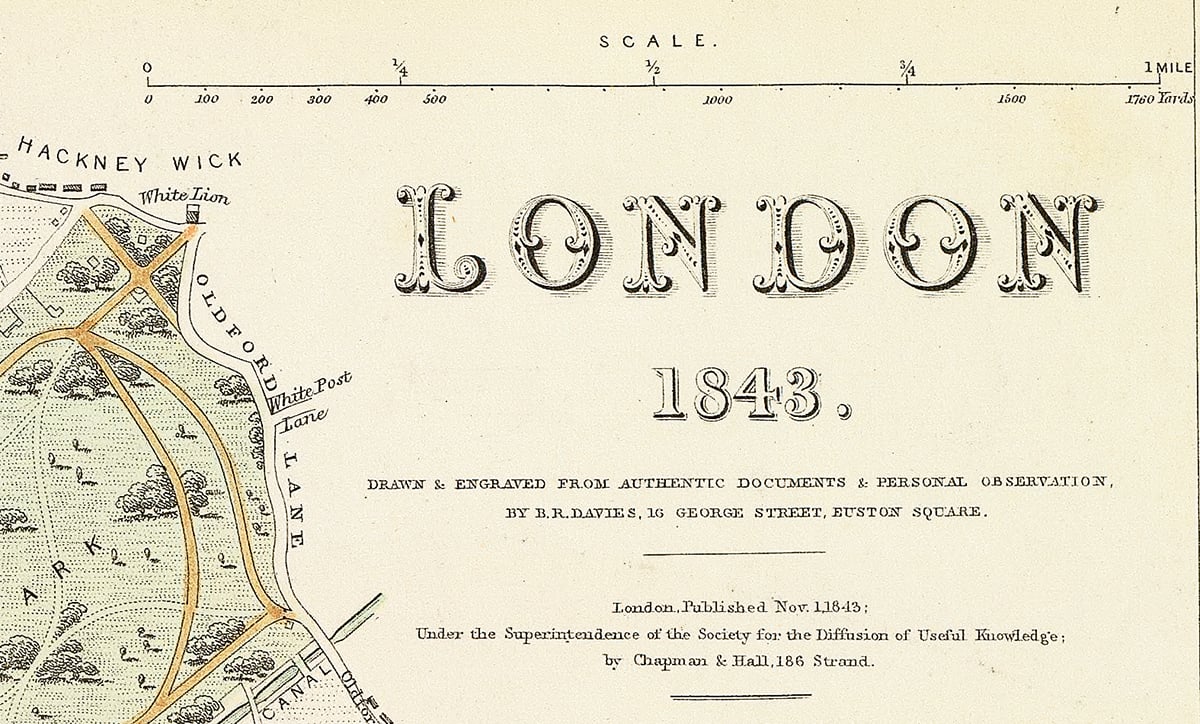 SCALE.
0 ¼ ½ ¾ 1 MILE
0 100 200 300 400 500 1000 1500 1760 Yards
HACKNEY WICK
White Lion
LONDON
OLDFORD LANE
White Post
Lane
1843.
DRAWN & ENGRAVED FROM AUTHENTIC DOCUMENTS & PERSONAL OBSERVATION,
BY B.R.DAVIES, 16 GEORGE STREET, EUSTON SQUARE.
ARK
London, Published Nov. 1, 1843;
Under the Superintendence of the Society for the Diffusion of Useful Knowledge;
by Chapman & Hall, 186 Strand.
CANAL
Oldfor